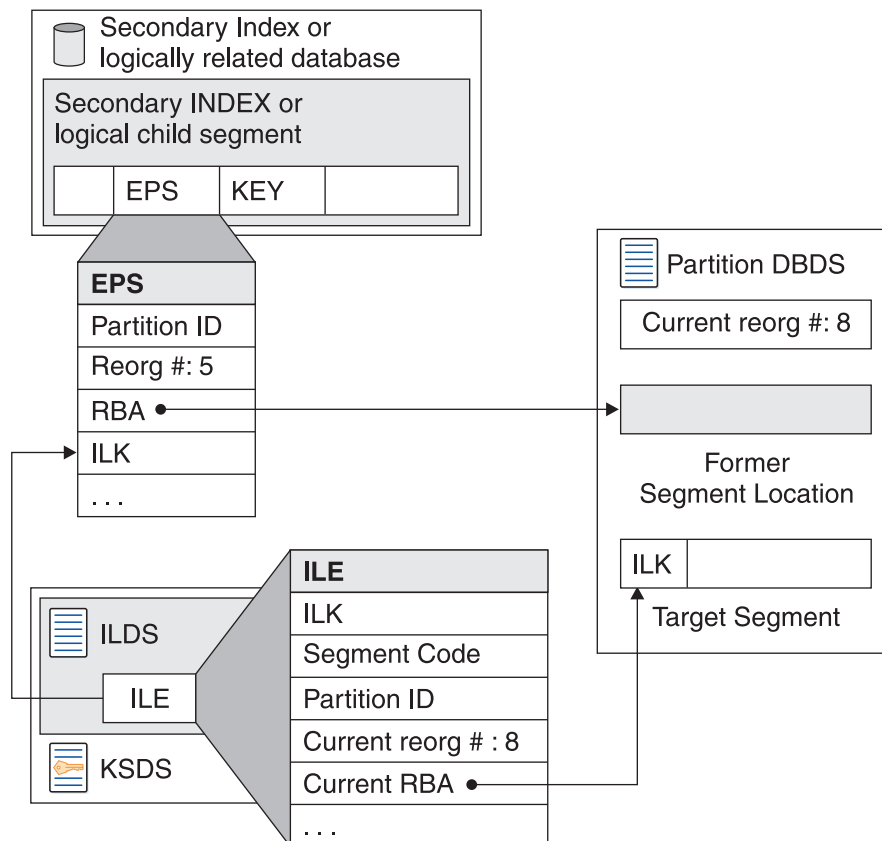 Secondary Index or
logically related database
Secondary INDEX or
logical child segment
EPS KEY
EPS
Partition ID
Reorg #: 5
RBA
ILK
. . .
Partition DBDS
Current reorg #: 8
Former
Segment Location
ILK
Target Segment
ILDS
ILE
KSDS
ILE
ILK
Segment Code
Partition ID
Current reorg # : 8
Current RBA
. . .